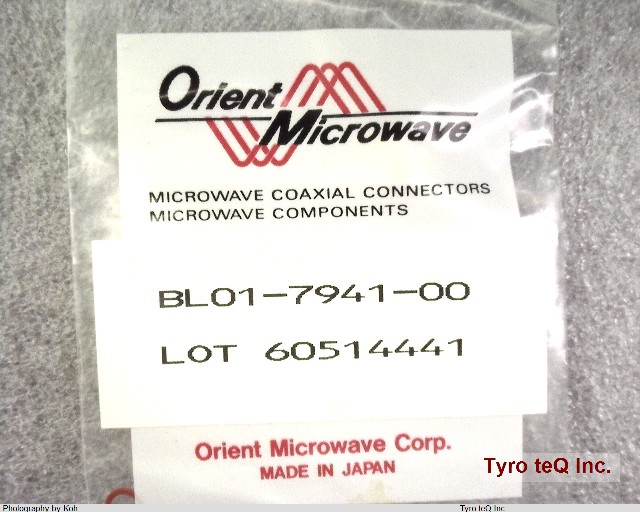 Orient
Microwave
MICROWAVE COAXIAL CONNECTORS
MICROWAVE COMPONENTS
BL01-7941-00
LOT 60514441
Orient Microwave Corp.
MADE IN JAPAN
Tyro teQ Inc.
Photography by Koh
Tyro teQ Inc